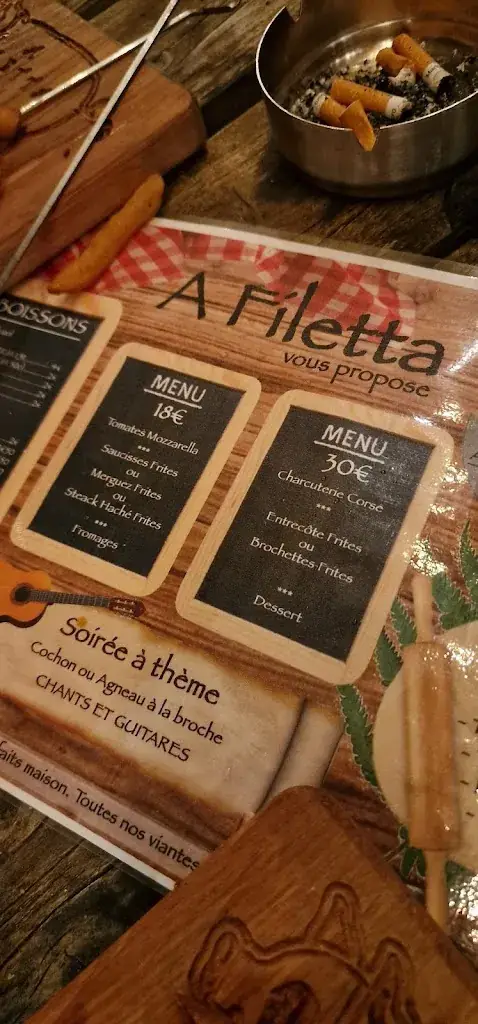 A Filetta
vous propose
BOISSONS
MENU
18€
Tomates Mozzarella
***
Saucisses Frites
ou
Merguez Frites
ou
Steack Haché Frites
***
Fromages
MENU
30€
Charcuterie Corse
***
Entrecôte Frites
ou
Brochettes Frites
***
Dessert
Soirée à thème
Cochon ou Agneau à la broche
CHANTS ET GUITARES
faits maison. Toutes nos viantes